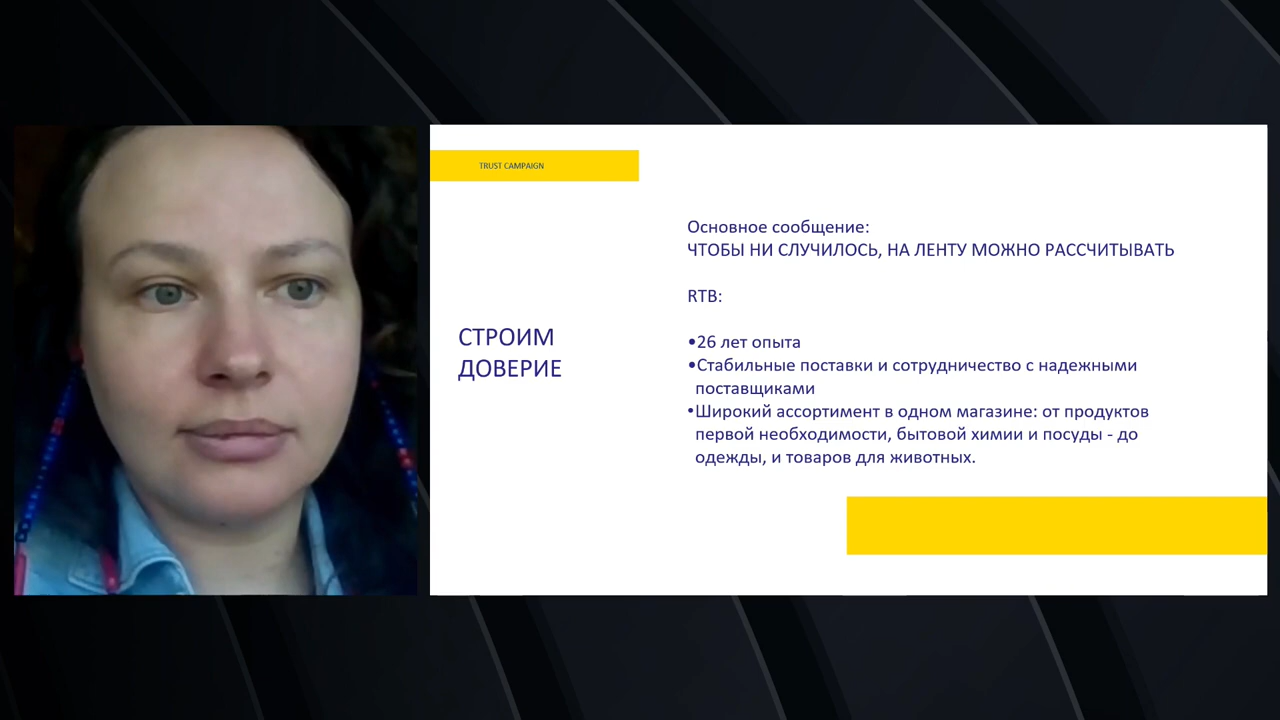 TRUST CAMPAIGN
СТРОИМ
ДОВЕРИЕ
Основное сообщение:
ЧТОБЫ НИ СЛУЧИЛОСЬ, НА ЛЕНТУ МОЖНО РАССЧИТЫВАТЬ
RTB:
•26 лет опыта
•Стабильные поставки и сотрудничество с надежными
поставщиками
•Широкий ассортимент в одном магазине: от продуктов
первой необходимости, бытовой химии и посуды - до
одежды, и товаров для животных.